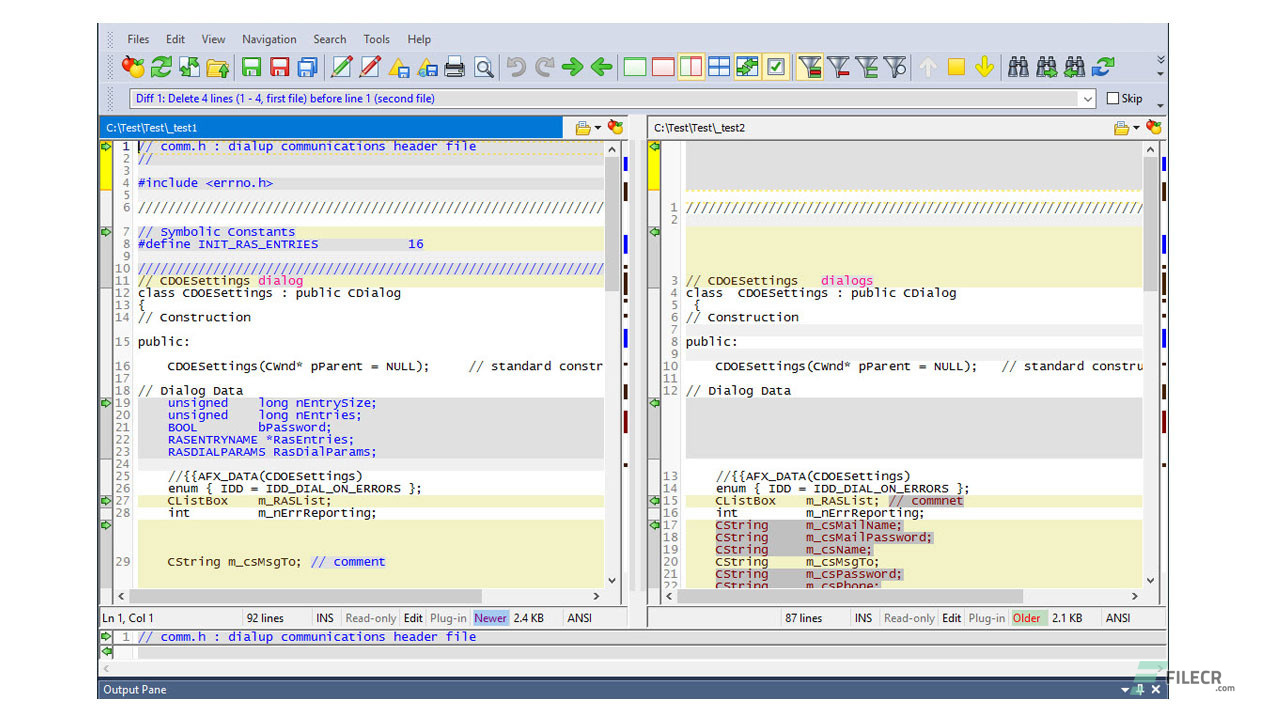 Files Edit View Navigation Search Tools Help
Diff 1: Delete 4 lines (1 - 4, first file) before line 1 (second file)
Skip
C:\Test\Test\_test1
1 // comm.h : dialup communications header file
2 //
3
4 #include <errno.h>
5
6 //////////////////////////////////////////////////////////////
7 // Symbolic Constants
8 #define INIT_RAS_ENTRIES 16
9
10 //////////////////////////////////////////////////////////////
11 // CDOESettings dialog
12 class CDOESettings : public CDialog
13 {
14 // Construction
15 public:
16 CDOESettings(CWnd* pParent = NULL); // standard constr
17
18 // Dialog Data
19 unsigned long nEntrySize;
20 unsigned long nEntries;
21 BOOL bPassword;
22 RASENTRYNAME *RasEntries;
23 RASDIALPARAMS RasDialParams;
24
25 //{{AFX_DATA(CDOESettings)
26 enum { IDD = IDD_DIAL_ON_ERRORS };
27 CListBox m_RASList;
28 int m_nErrReporting;
29 CString m_csMsgTo; // comment
Ln 1, Col 1 92 lines INS Read-only Edit Plug-in Newer 2.4 KB ANSI
C:\Test\Test\_test2
1 /////////////////////////////////////////////////////////////
2
3 // CDOESettings dialogs
4 class CDOESettings : public CDialog
5 {
6 // Construction
7
8 public:
9
10 CDOESettings(CWnd* pParent = NULL); // standard constru
11
12 // Dialog Data
13 //{{AFX_DATA(CDOESettings)
14 enum { IDD = IDD_DIAL_ON_ERRORS };
15 CListBox m_RASList; // commnet
16 int m_nErrReporting;
17 CString m_csMailName;
18 CString m_csMailPassword;
19 CString m_csName;
20 CString m_csMsgTo;
21 CString m_csPassword;
22 CString m_csPhone;
87 lines INS Read-only Edit Plug-in Older 2.1 KB ANSI
1 // comm.h : dialup communications header file
Output Pane
FILECR
.com